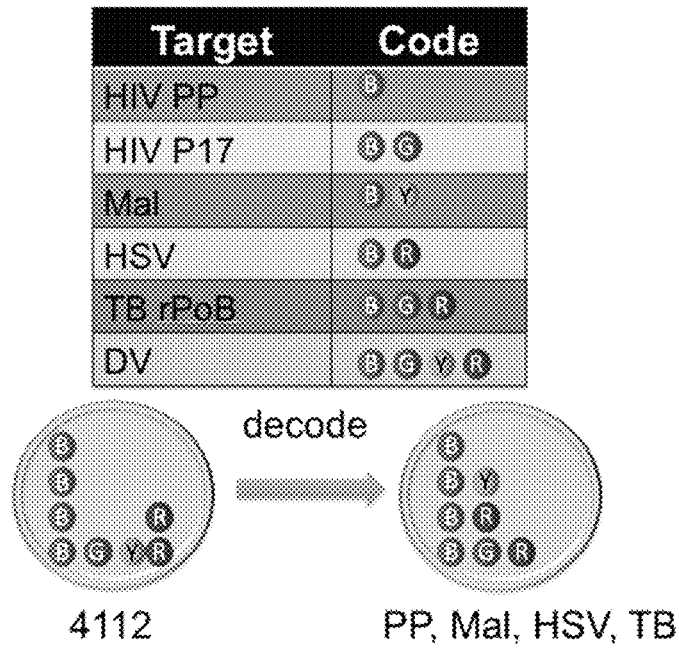 Target Code
HIV PP B
HIV P17 B G
Mal B Y
HSV B R
TB rPoB B G R
DV B G Y R
decode
B
B
B R
B G Y R
B
B Y
B R
B G R
4112
PP, Mal, HSV, TB